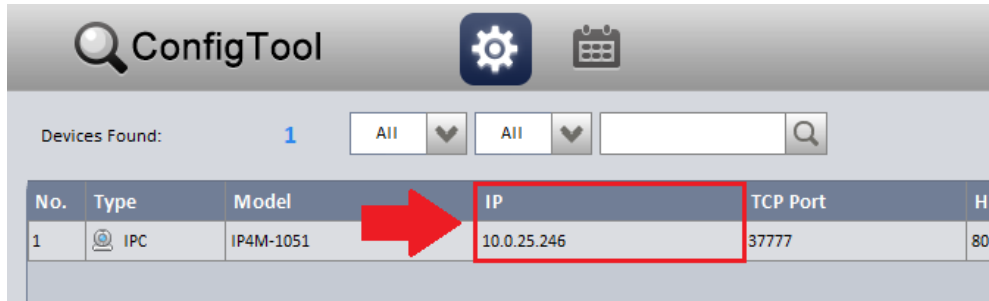 ConfigTool
Devices Found: 1 All All
No. Type Model IP TCP Port H
1 IPC IP4M-1051 10.0.25.246 37777 80